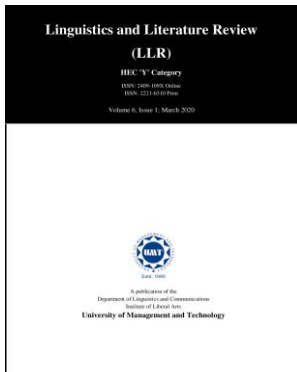 Linguistics and Literature Review
(LLR)
HEC 'Y' Category
ISSN: 2409-109X Online
ISSN: 2221-6510 Print
Volume 6, Issue 1; March 2020
UMT
Estd. 1990
A publication of the
Department of Linguistics and Communications
Institute of Liberal Arts
University of Management and Technology